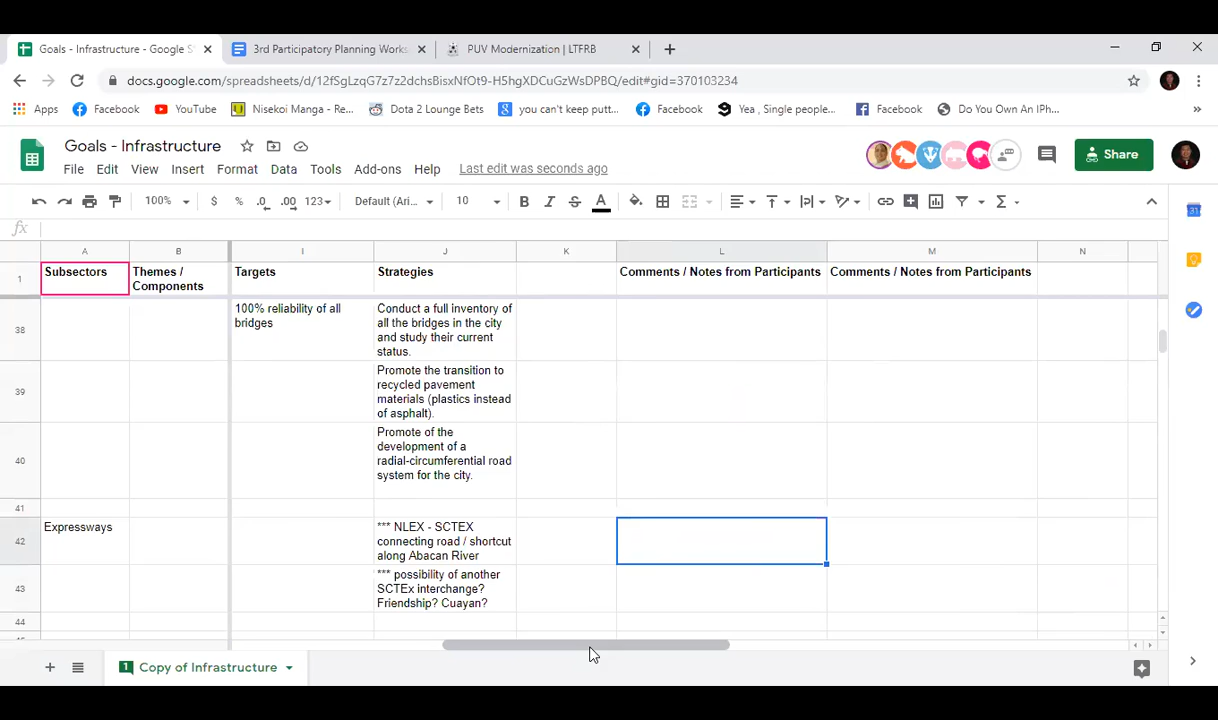 Goals - Infrastructure - Google S
3rd Participatory Planning Works
PUV Modernization | LTFRB
docs.google.com/spreadsheets/d/12fSgLzqG7z7z2dchsBisxNfOt9-H5hgXDCuGzWsDPBQ/edit#gid=370103234
Apps
Facebook
YouTube
Nisekoi Manga - Re...
Dota 2 Lounge Bets
you can't keep putt...
Facebook
Yea , Single people...
Facebook
Do You Own An IPh...
Goals - Infrastructure
File Edit View Insert Format Data Tools Add-ons Help Last edit was seconds ago
Share
100% $ % .0 .00 123 Default (Ari... 10 B I S A
fx
A B I J K L M N
1 Subsectors
Themes /
Components
Targets
Strategies
Comments / Notes from Participants
Comments / Notes from Participants
38
100% reliability of all
bridges
Conduct a full inventory of
all the bridges in the city
and study their current
status.
39
Promote the transition to
recycled pavement
materials (plastics instead
of asphalt).
40
Promote of the
development of a
radial-circumferential road
system for the city.
41
42
Expressways
*** NLEX - SCTEX
connecting road / shortcut
along Abacan River
43
*** possibility of another
SCTEx interchange?
Friendship? Cuayan?
44
1 Copy of Infrastructure
31